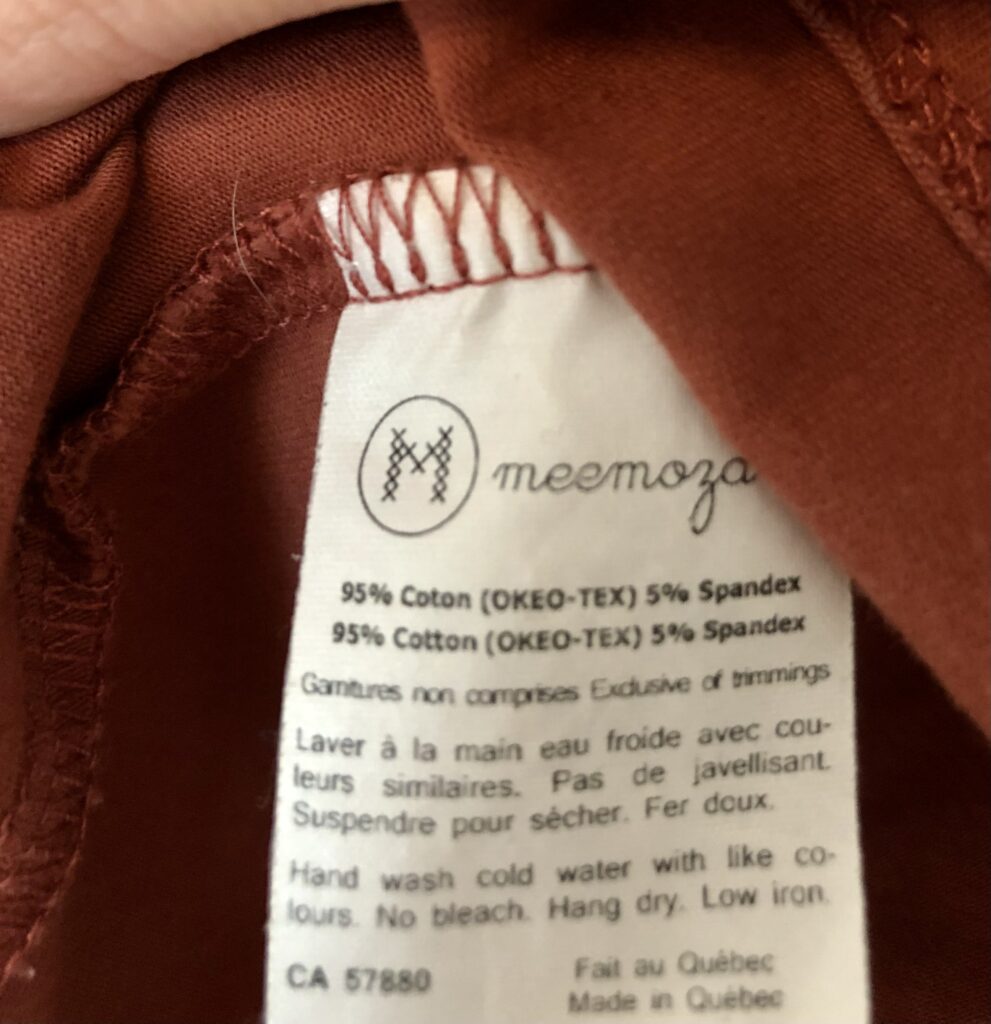 M meemoza
95% Coton (OKEO-TEX) 5% Spandex
95% Cotton (OKEO-TEX) 5% Spandex
Garnitures non comprises Exclusive of trimmings
Laver à la main eau froide avec cou-
leurs similaires. Pas de javellisant.
Suspendre pour sècher. Fer doux.
Hand wash cold water with like co-
lours. No bleach. Hang dry. Low iron.
CA 57880
Fait au Québec
Made in Québec